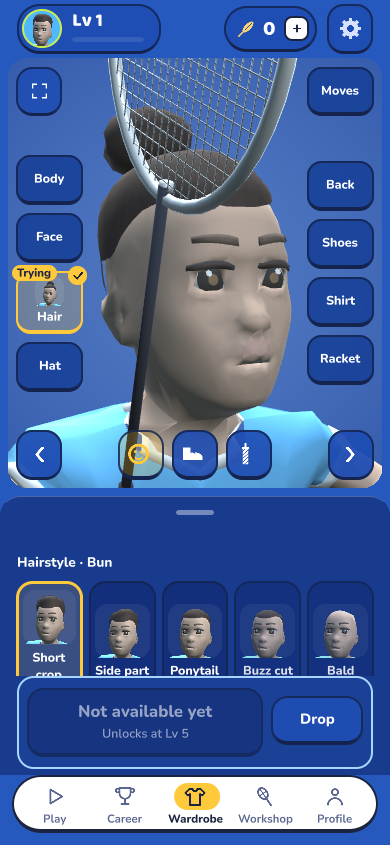 Lv 1
0
+
Moves
Body
Back
Face
Shoes
Trying
Hair
Shirt
Hat
Racket
Hairstyle · Bun
Short
crop
Side part
Ponytail
Buzz cut
Bald
Not available yet
Unlocks at Lv 5
Drop
Play
Career
Wardrobe
Workshop
Profile